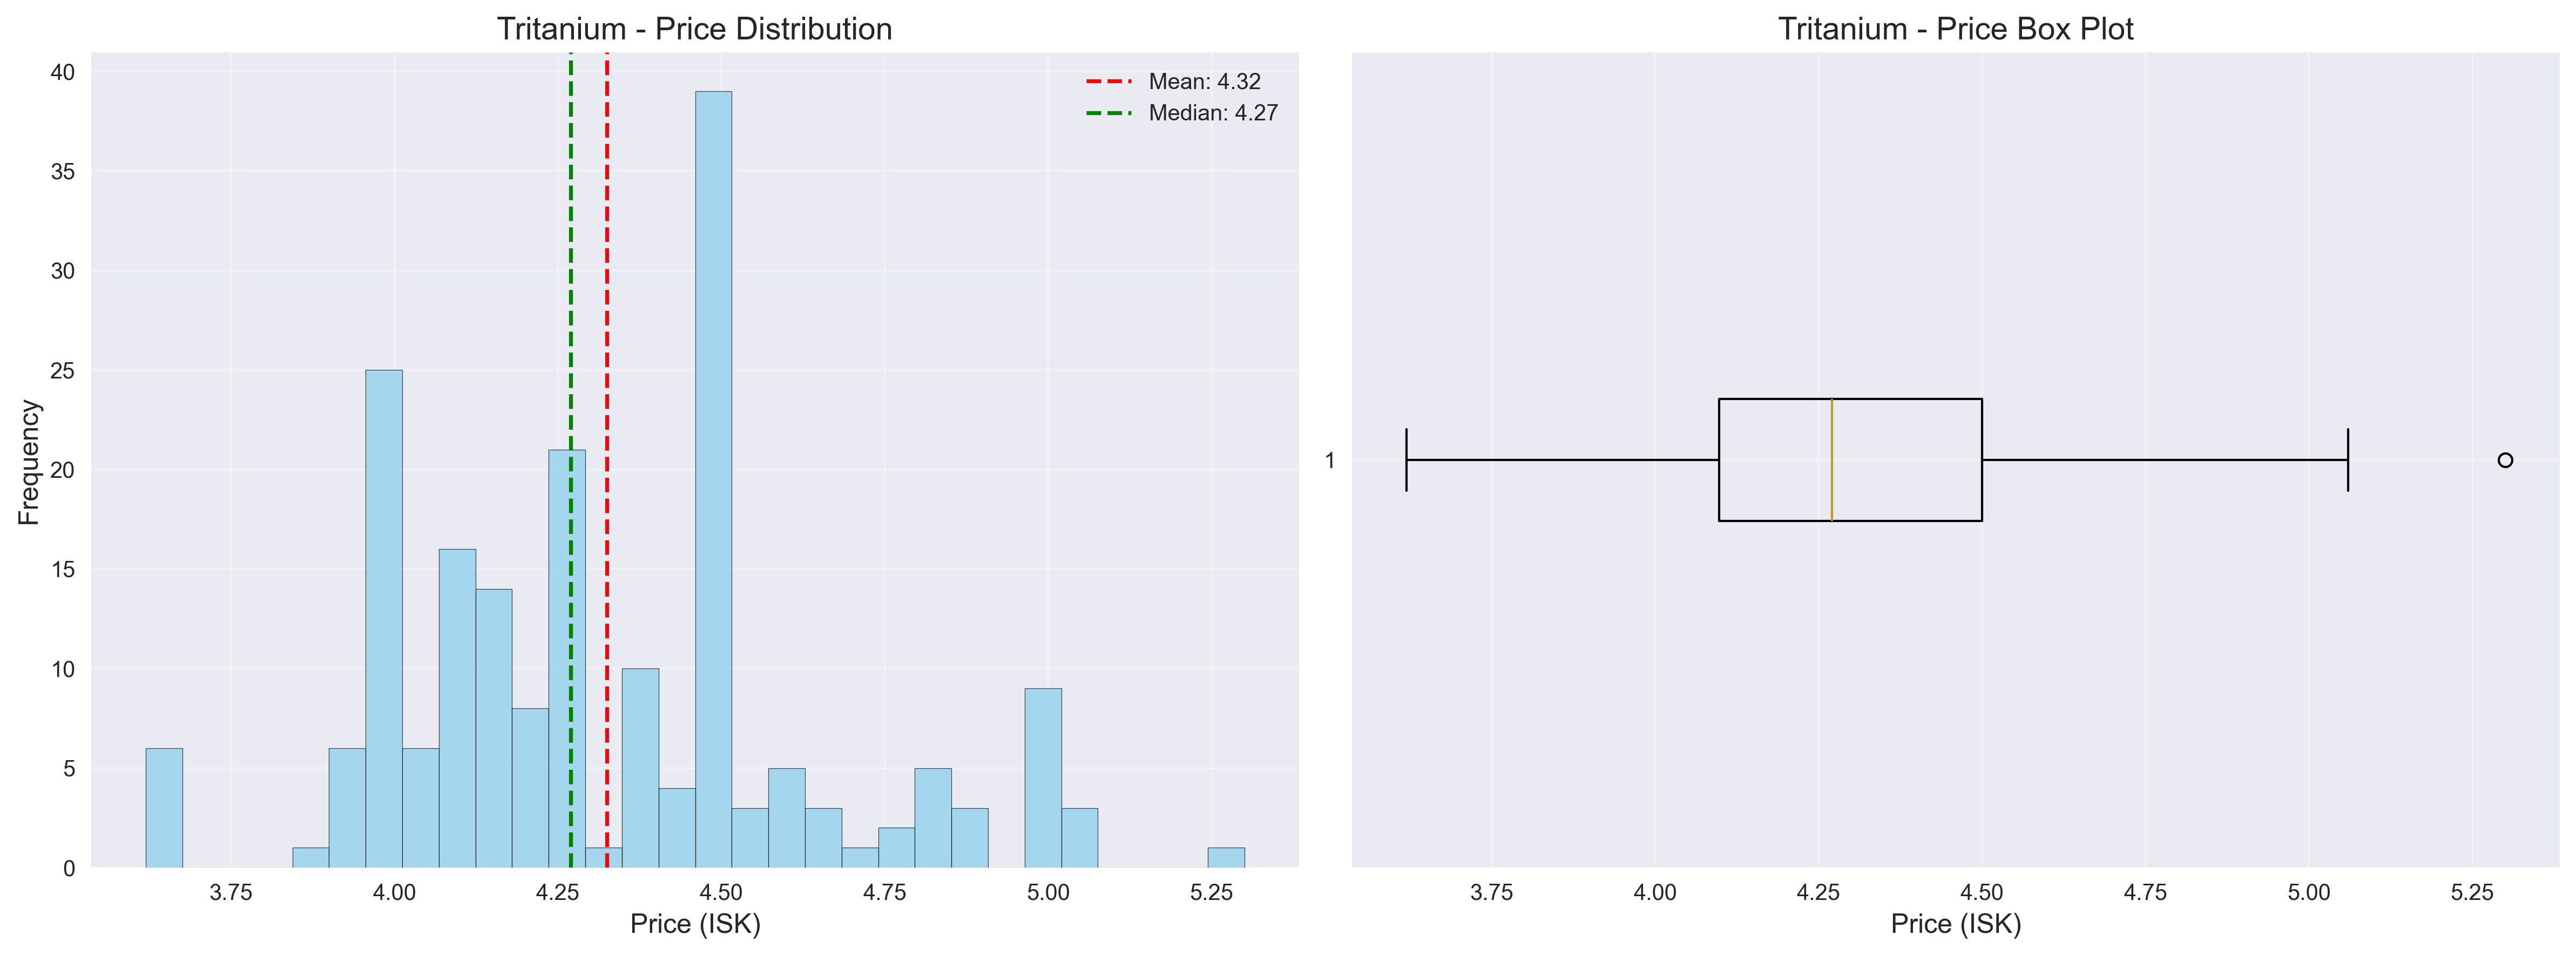 Tritanium - Price Distribution
Mean: 4.32
Median: 4.27
Frequency
40
35
30
25
20
15
10
5
0
3.75 4.00 4.25 4.50 4.75 5.00 5.25
Price (ISK)
Tritanium - Price Box Plot
1
3.75 4.00 4.25 4.50 4.75 5.00 5.25
Price (ISK)